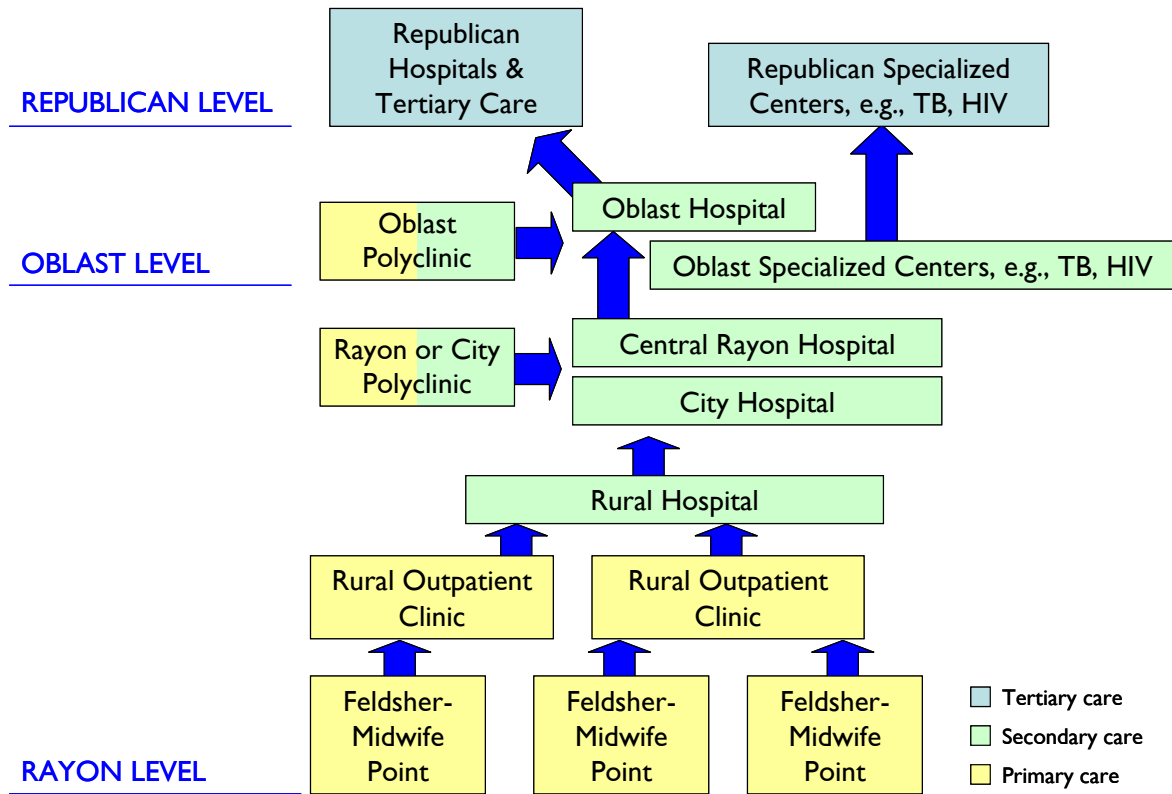 Republican
Hospitals &
Tertiary Care
Republican Specialized
Centers, e.g., TB, HIV
REPUBLICAN LEVEL
Oblast Hospital
Oblast
Polyclinic
OBLAST LEVEL
Oblast Specialized Centers, e.g., TB, HIV
Rayon or City
Polyclinic
Central Rayon Hospital
City Hospital
Rural Hospital
Rural Outpatient
Clinic
Rural Outpatient
Clinic
Feldsher-
Midwife
Point
Feldsher-
Midwife
Point
Feldsher-
Midwife
Point
RAYON LEVEL
Tertiary care
Secondary care
Primary care